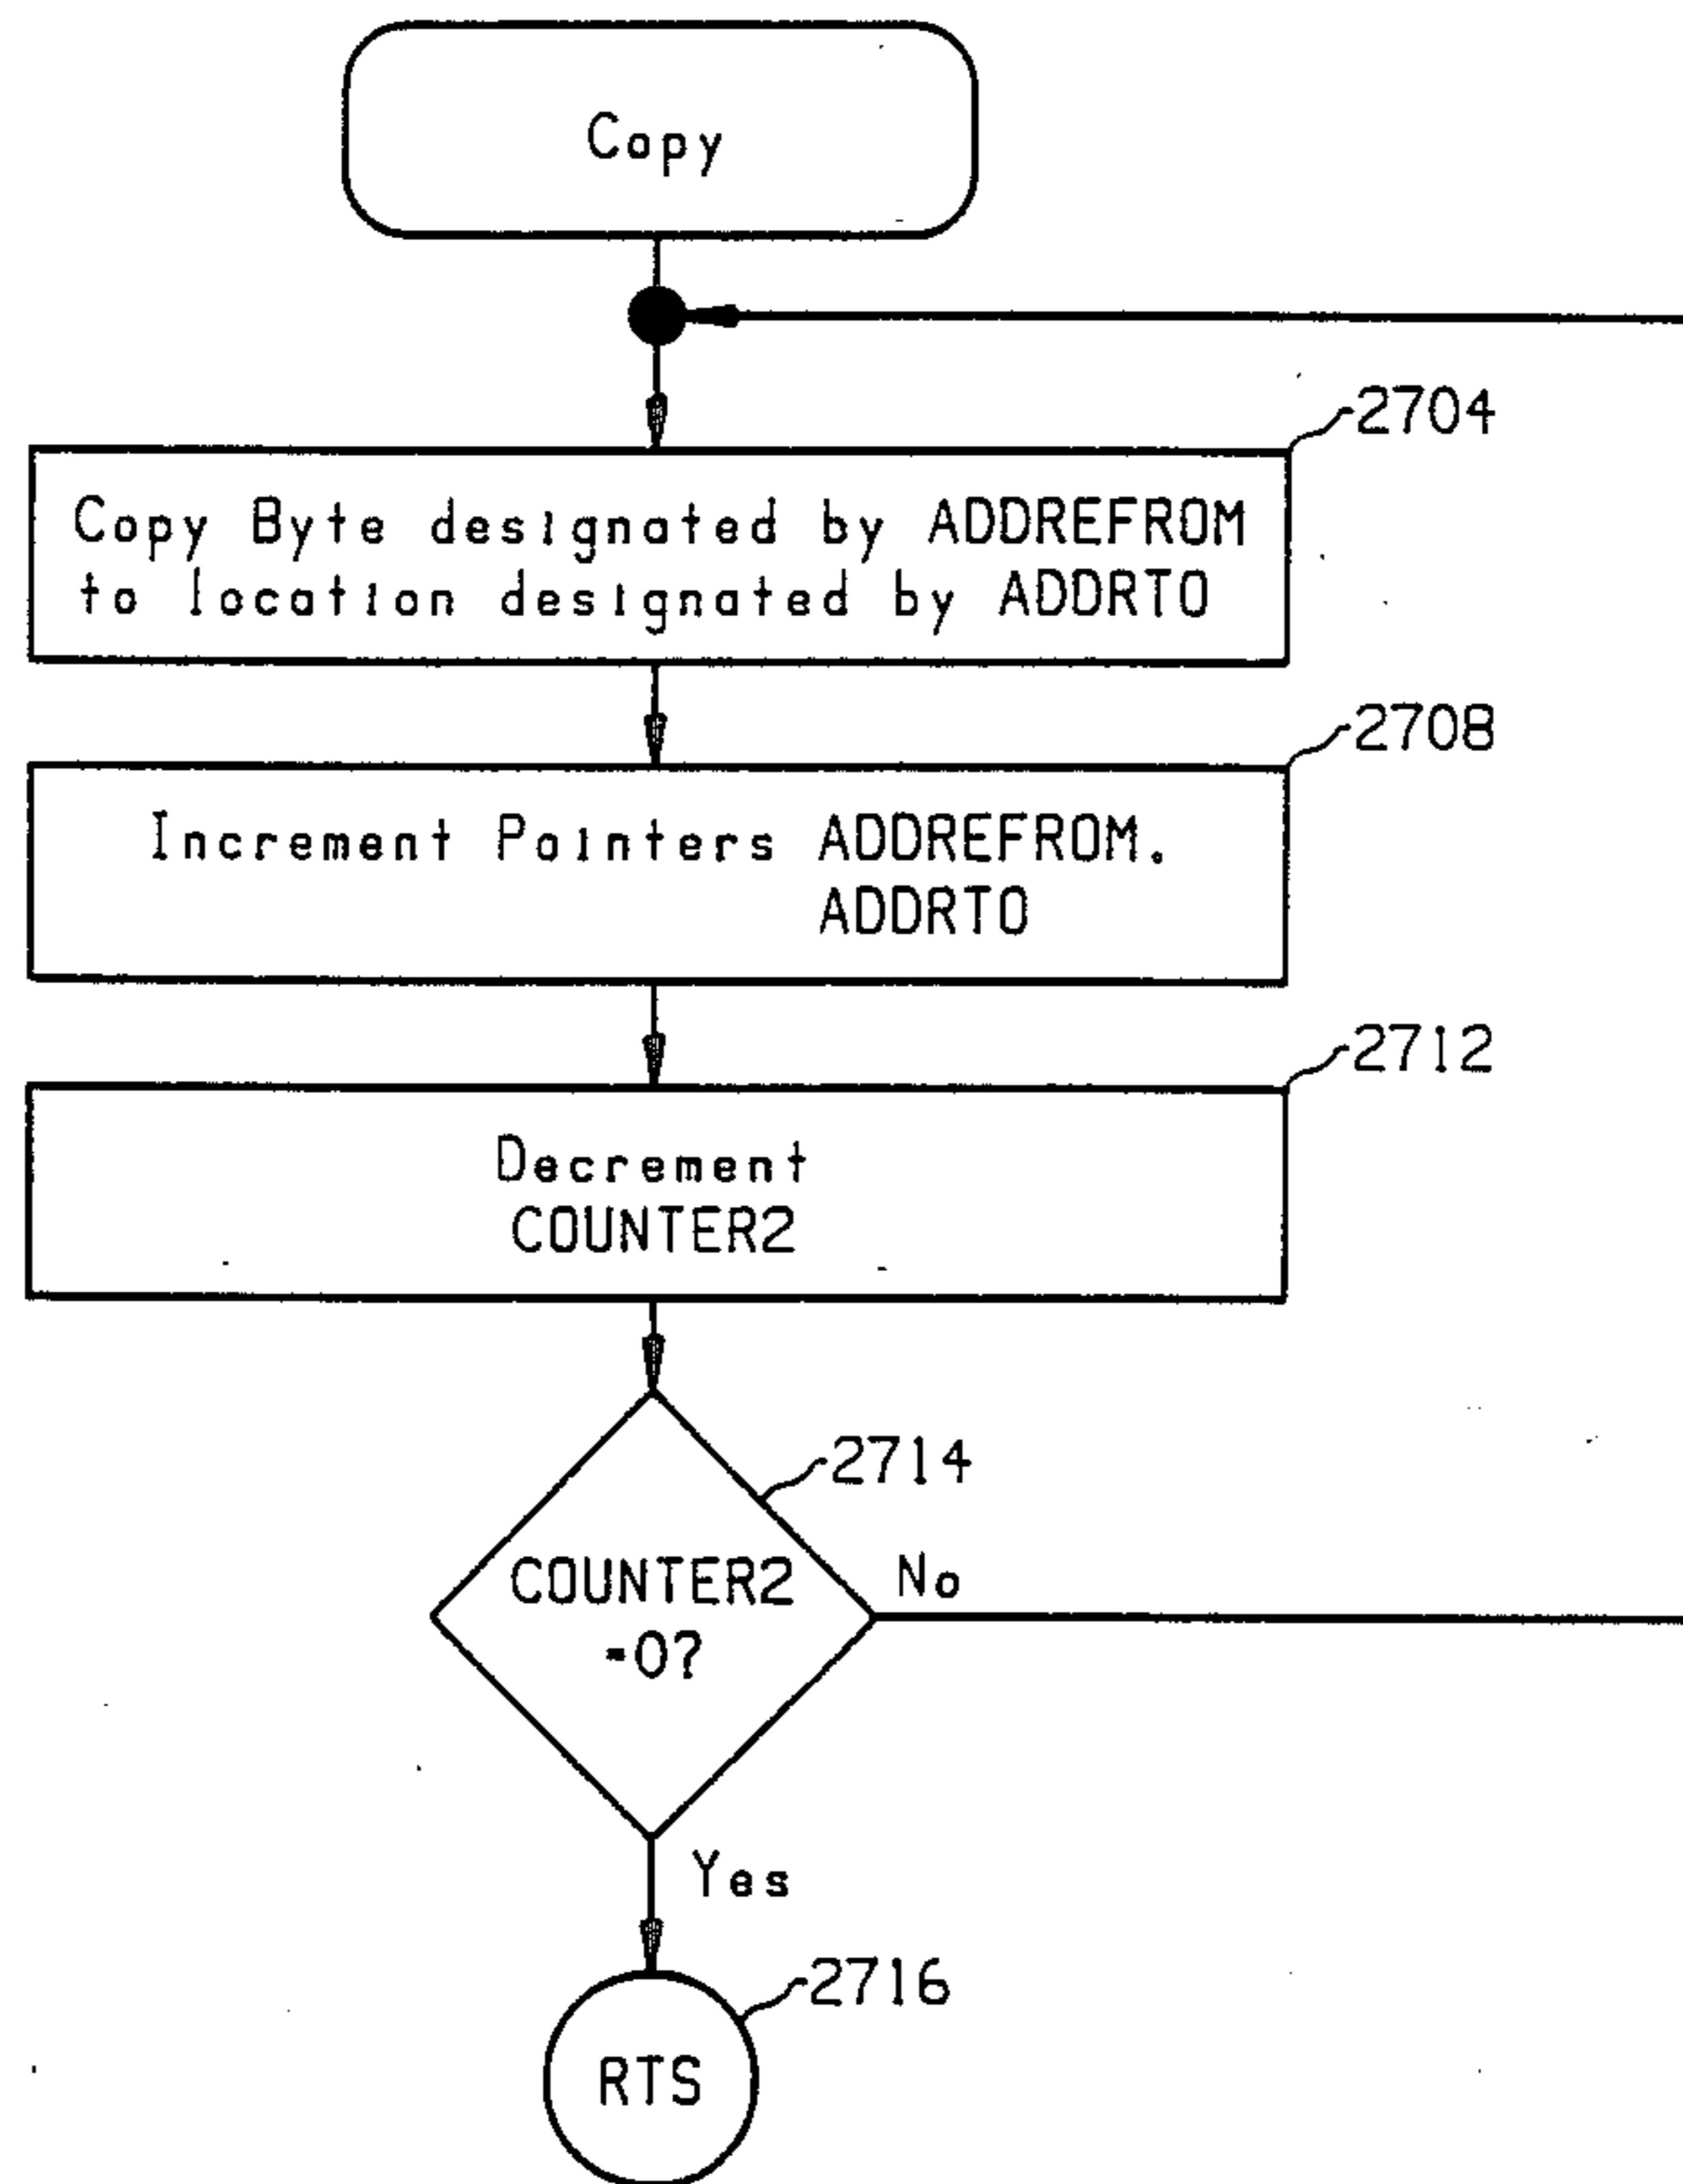 Copy
2704
Copy Byte designated by ADDREFROM
to location designated by ADDRTO
2708
Increment Pointers ADDREFROM.
ADDRTO
2712
Decrement
COUNTER2
2714
COUNTER2
=0?
No
Yes
2716
RTS